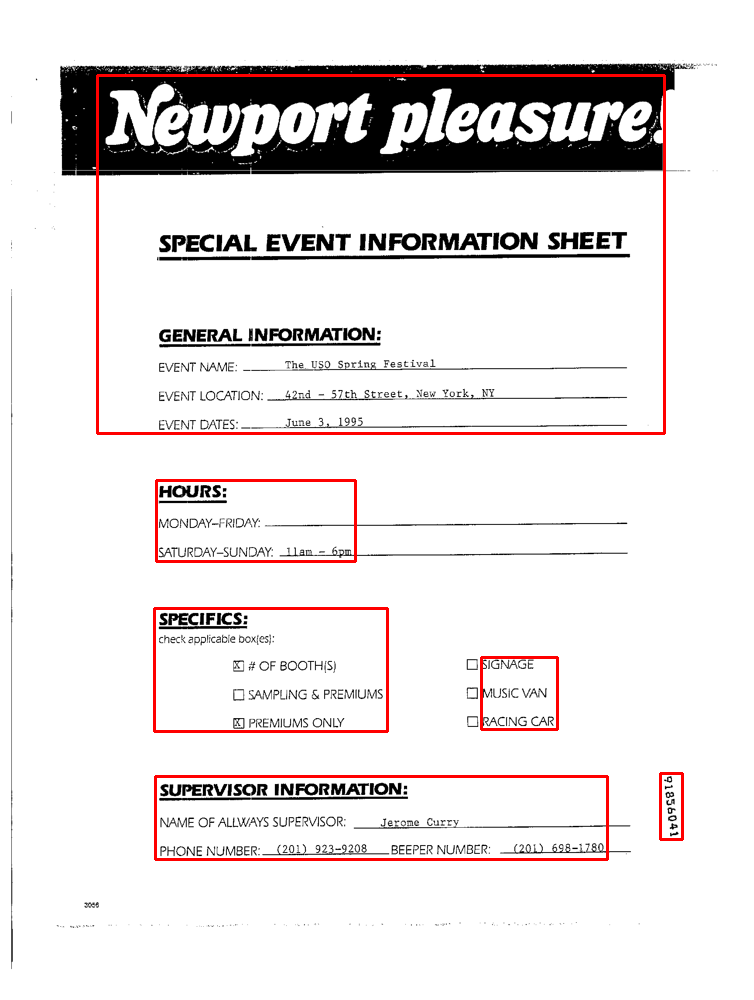 Newport pleasure!
SPECIAL EVENT INFORMATION SHEET
GENERAL INFORMATION:
EVENT NAME: The USO Spring Festival
EVENT LOCATION: 42nd - 57th Street, New York, NY
EVENT DATES: June 3, 1995
HOURS:
MONDAY-FRIDAY:
SATURDAY-SUNDAY: 11am - 6pm
SPECIFICS:
check applicable box(es):
☒ # OF BOOTH(S) ☐ SIGNAGE
☐ SAMPLING & PREMIUMS ☐ MUSIC VAN
☒ PREMIUMS ONLY ☐ RACING CAR
SUPERVISOR INFORMATION:
NAME OF ALLWAYS SUPERVISOR: Jerome Curry
PHONE NUMBER: (201) 923-9208 BEEPER NUMBER: (201) 698-1780
91856041
3066